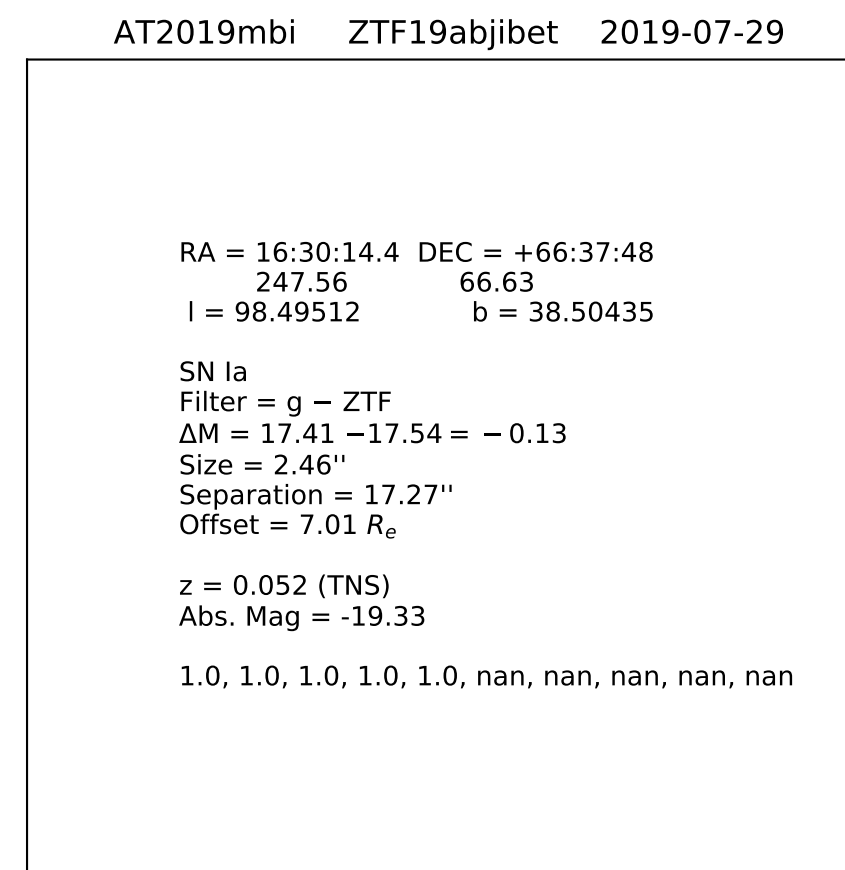 AT2019mbi ZTF19abjibet 2019-07-29
RA = 16:30:14.4 DEC = +66:37:48
247.56 66.63
l = 98.49512 b = 38.50435
SN Ia
Filter = g − ZTF
ΔM = 17.41 −17.54 = −0.13
Size = 2.46''
Separation = 17.27''
Offset = 7.01 Re
z = 0.052 (TNS)
Abs. Mag = -19.33
1.0, 1.0, 1.0, 1.0, 1.0, nan, nan, nan, nan, nan